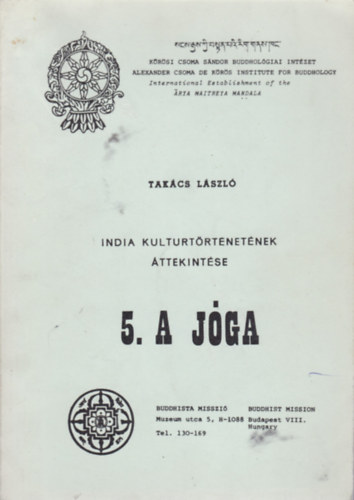 KŐRÖSI CSOMA SÁNDOR BUDDHOLÓGIAI INTÉZET
ALEXANDER CSOMA DE KŐRÖS INSTITUTE FOR BUDDHOLOGY
International Establishment of the
ĀRYA MAITREYA MANDALA
TAKÁCS LÁSZLÓ
INDIA KULTURTÖRTÉNETÉNEK
ÁTTEKINTÉSE
5. A JÓGA
BUDDHISTA MISSZIÓ BUDDHIST MISSION
Muzeum utca 5, H-1088 Budapest VIII.
Hungary
Tel. 130-169